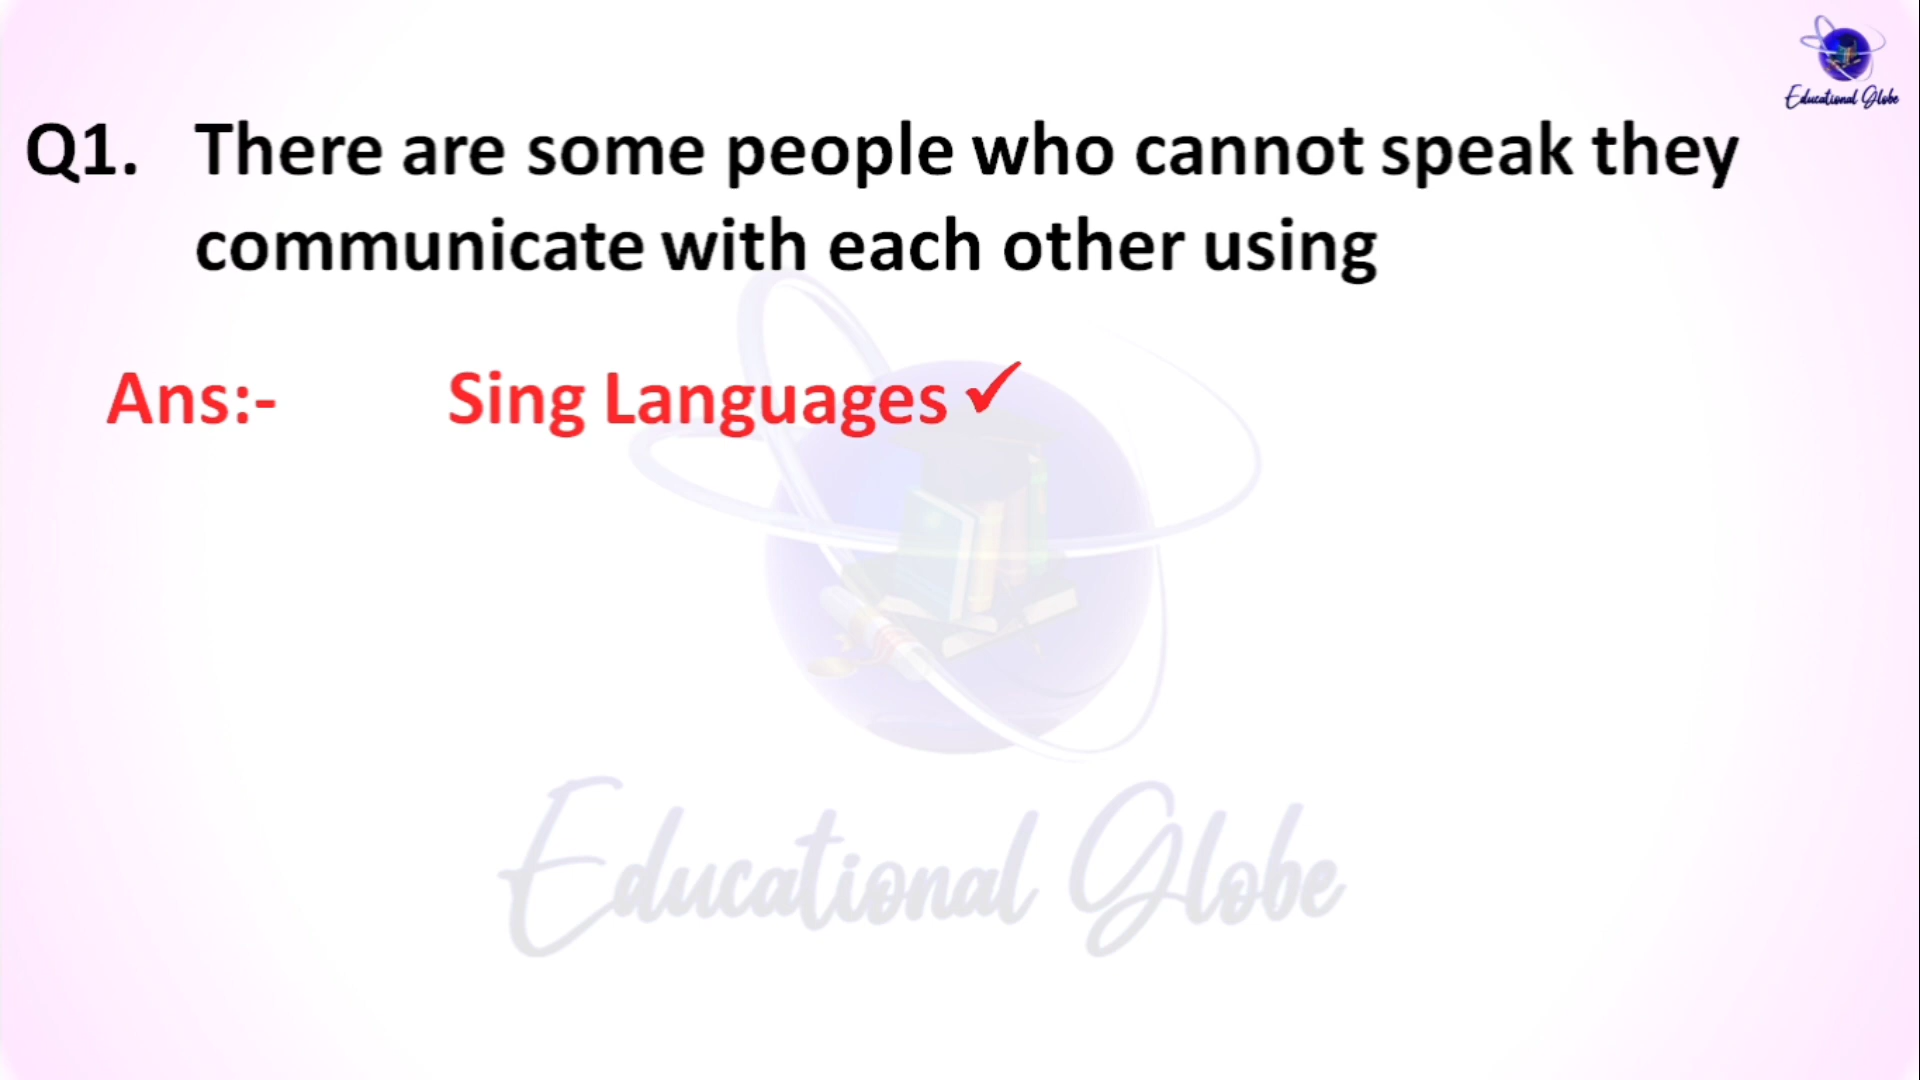 Educational Globe
Q1. There are some people who cannot speak they
communicate with each other using
Ans:- Sing Languages ✓
Educational Globe